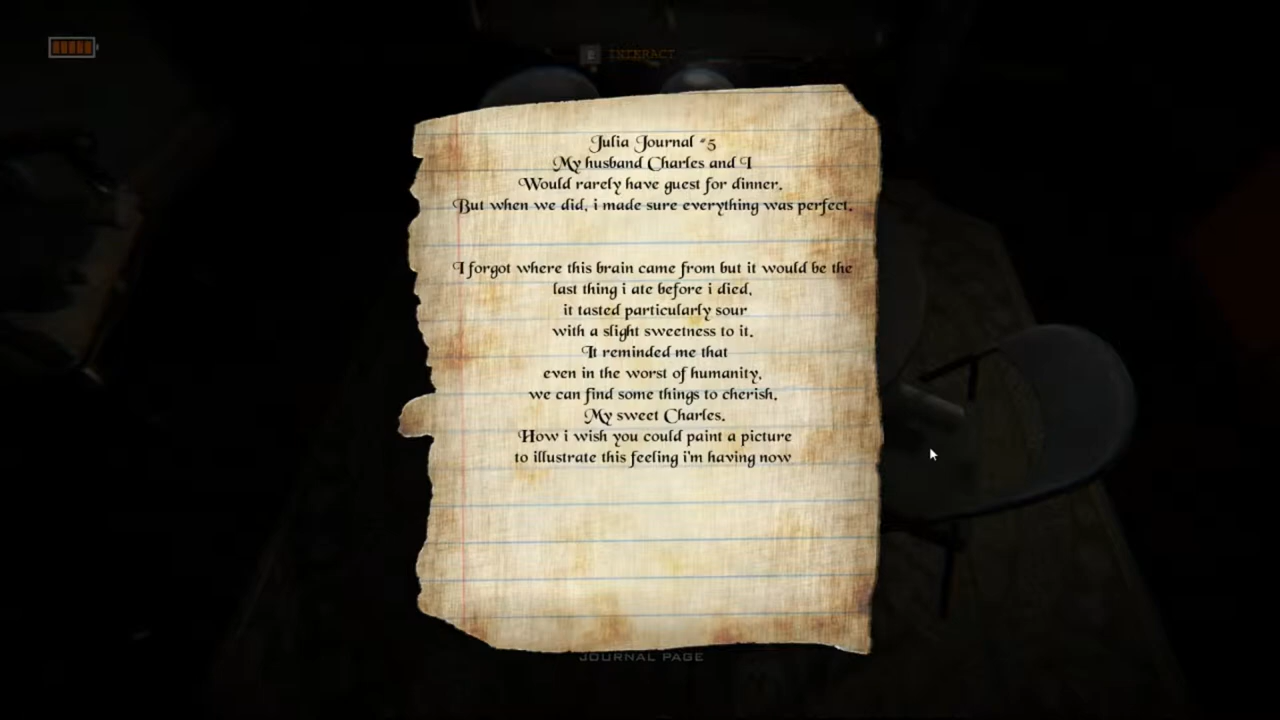 E INTERACT
Julia Journal #5
My husband Charles and I
Would rarely have guest for dinner.
But when we did, i made sure everything was perfect.
I forgot where this brain came from but it would be the
last thing i ate before i died,
it tasted particularly sour
with a slight sweetness to it.
It reminded me that
even in the worst of humanity,
we can find some things to cherish.
My sweet Charles.
How i wish you could paint a picture
to illustrate this feeling i'm having now
JOURNAL PAGE